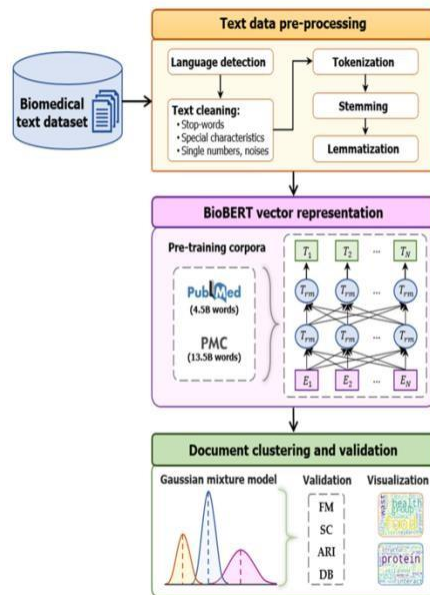 Text data pre-processing
Biomedical
text dataset
Language detection
Text cleaning:
• Stop-words
• Special characteristics
• Single numbers, noises
Tokenization
Stemming
Lemmatization
BioBERT vector representation
Pre-training corpora
PubMed
(4.5B words)
PMC
(13.5B words)
T1 T2 ... TN
Trm Trm ... Trm
Trm Trm ... Trm
E1 E2 ... EN
Document clustering and validation
Gaussian mixture model
Validation
FM
SC
ARI
DB
Visualization
health
group
food
protein